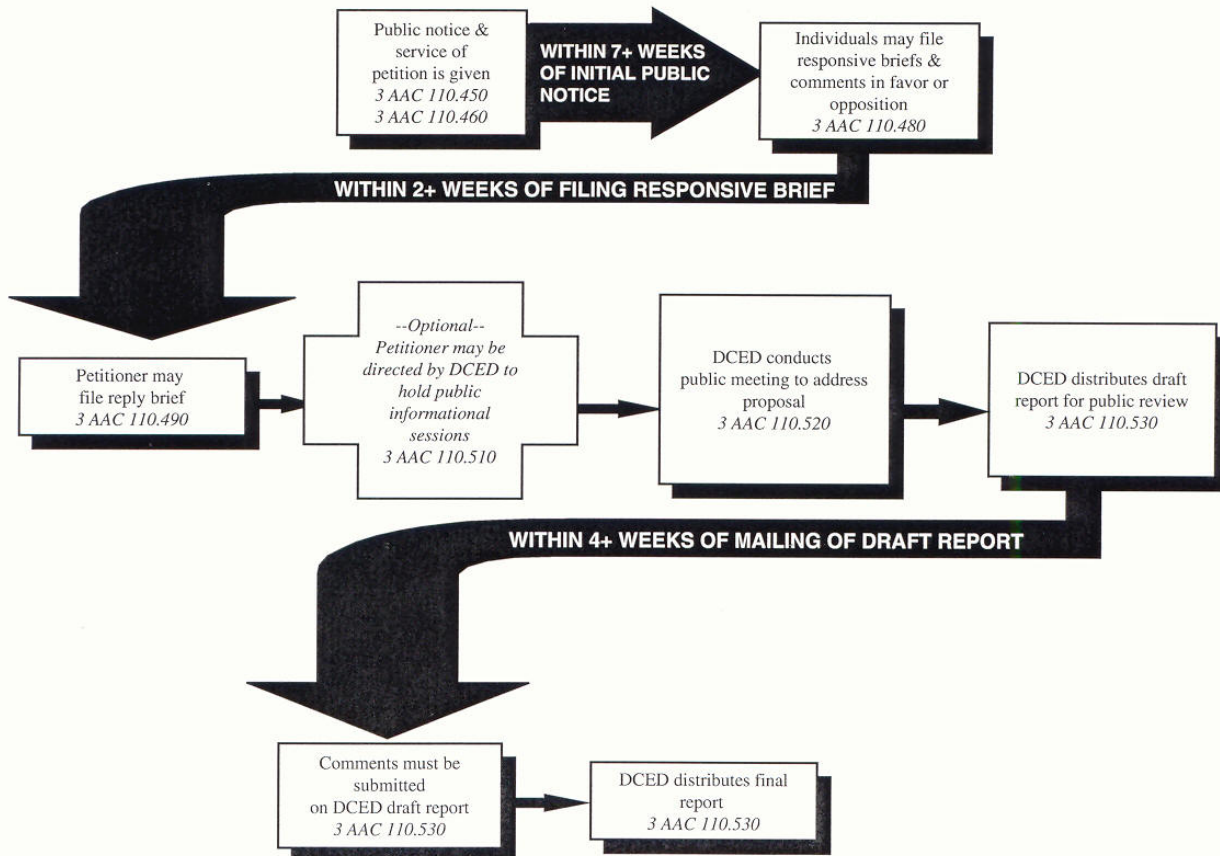 Public notice &
service of
petition is given
3 AAC 110.450
3 AAC 110.460
WITHIN 7+ WEEKS
OF INITIAL PUBLIC
NOTICE
Individuals may file
responsive briefs &
comments in favor or
opposition
3 AAC 110.480
WITHIN 2+ WEEKS OF FILING RESPONSIVE BRIEF
Petitioner may
file reply brief
3 AAC 110.490
--Optional--
Petitioner may be
directed by DCED to
hold public
informational
sessions
3 AAC 110.510
DCED conducts
public meeting to address
proposal
3 AAC 110.520
DCED distributes draft
report for public review
3 AAC 110.530
WITHIN 4+ WEEKS OF MAILING OF DRAFT REPORT
Comments must be
submitted
on DCED draft report
3 AAC 110.530
DCED distributes final
report
3 AAC 110.530